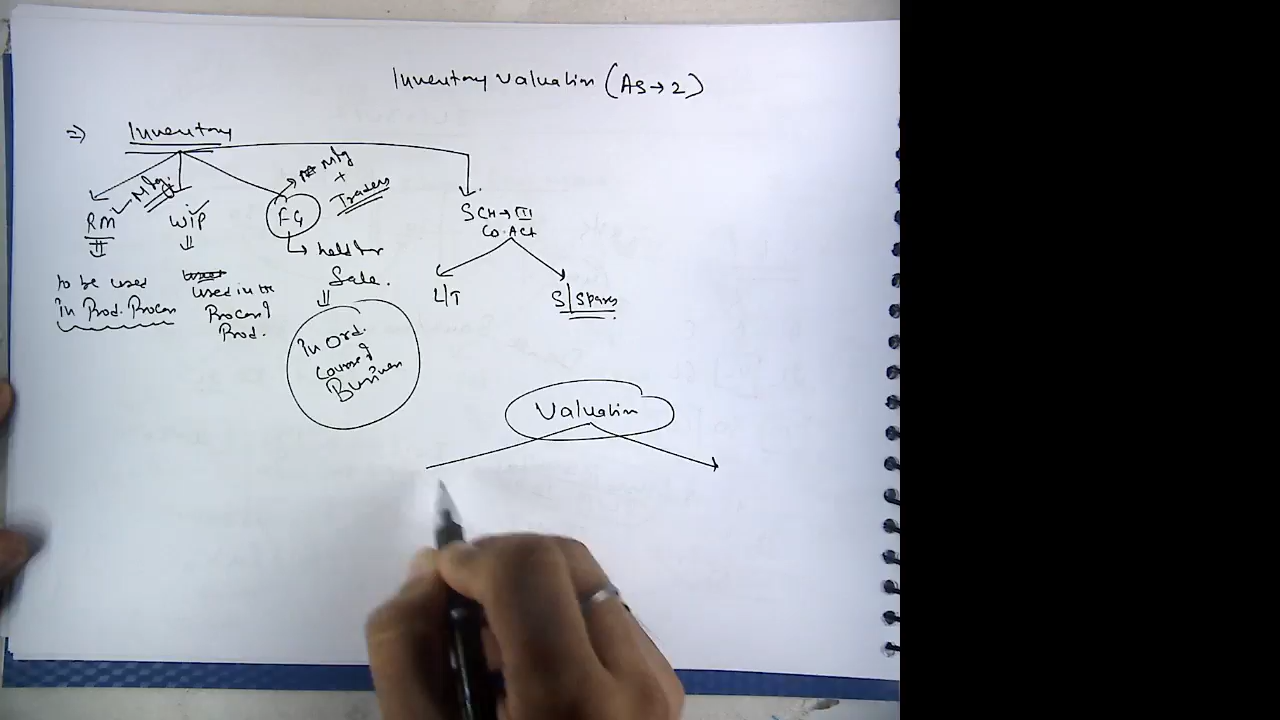 Inventory Valuation (AS→2)
⇒ Inventory
Mfg + Traders
Mfg.
RM ✓ WIP ✓ FG
SCH→III
Co. Act
to be used
in Prod. Process
used in the
Process of
Prod.
held for
Sale.
in Ord.
Course of
Business
L/T S/Spares
Valuation